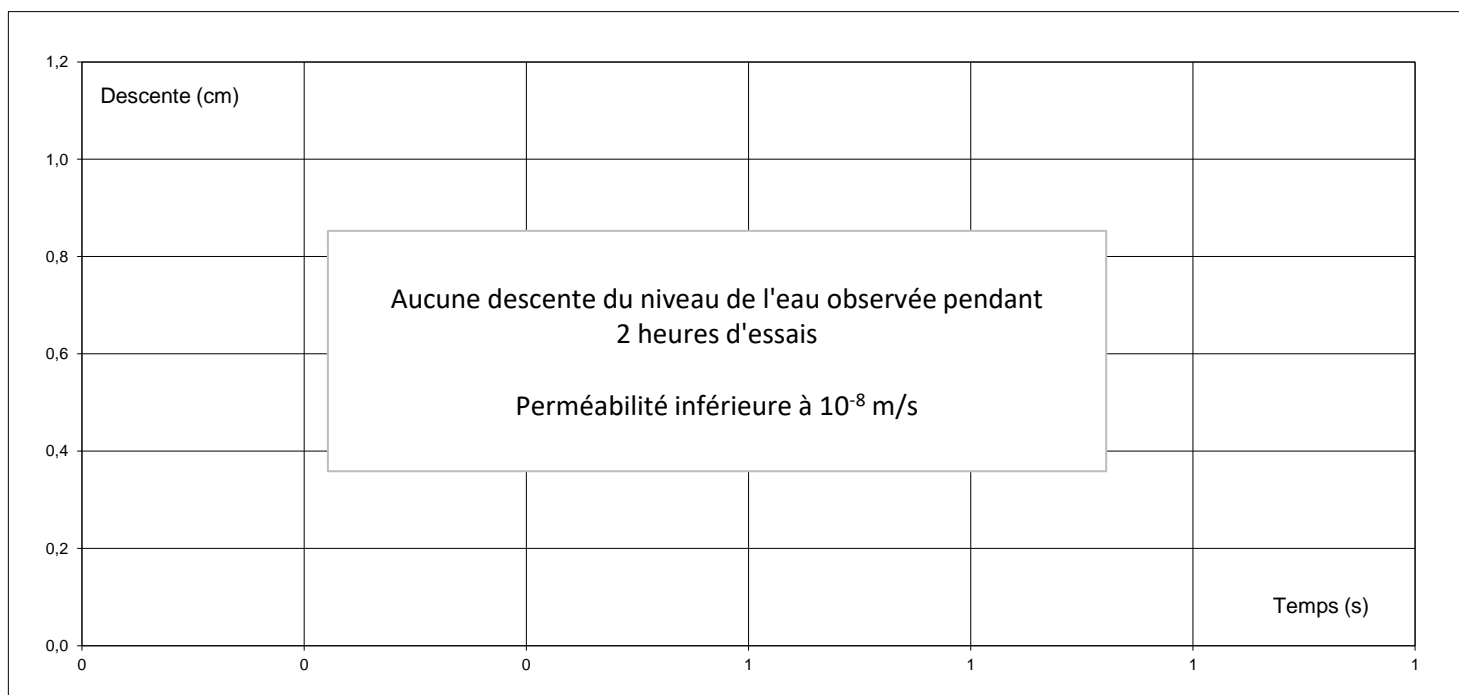 1,2
Descente (cm)
1,0
0,8
Aucune descente du niveau de l'eau observée pendant
2 heures d'essais
0,6
Perméabilité inférieure à 10⁻⁸ m/s
0,4
0,2
Temps (s)
0,0
0 0 0 1 1 1 1